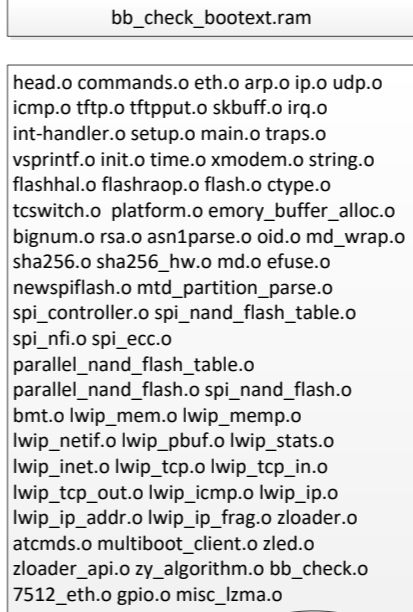 bb_check_bootext.ram
head.o commands.o eth.o arp.o ip.o udp.o
icmp.o tftp.o tftpput.o skbuff.o irq.o
int-handler.o setup.o main.o traps.o
vsprintf.o init.o time.o xmodem.o string.o
flashhal.o flashraop.o flash.o ctype.o
tcswitch.o  platform.o emory_buffer_alloc.o
bignum.o rsa.o asn1parse.o oid.o md_wrap.o
sha256.o sha256_hw.o md.o efuse.o
newspiflash.o mtd_partition_parse.o
spi_controller.o spi_nand_flash_table.o
spi_nfi.o spi_ecc.o
parallel_nand_flash_table.o
parallel_nand_flash.o spi_nand_flash.o
bmt.o lwip_mem.o lwip_memp.o
lwip_netif.o lwip_pbuf.o lwip_stats.o
lwip_inet.o lwip_tcp.o lwip_tcp_in.o
lwip_tcp_out.o lwip_icmp.o lwip_ip.o
lwip_ip_addr.o lwip_ip_frag.o zloader.o
atcmds.o multiboot_client.o zled.o
zloader_api.o zy_algorithm.o bb_check.o
7512_eth.o gpio.o misc_lzma.o